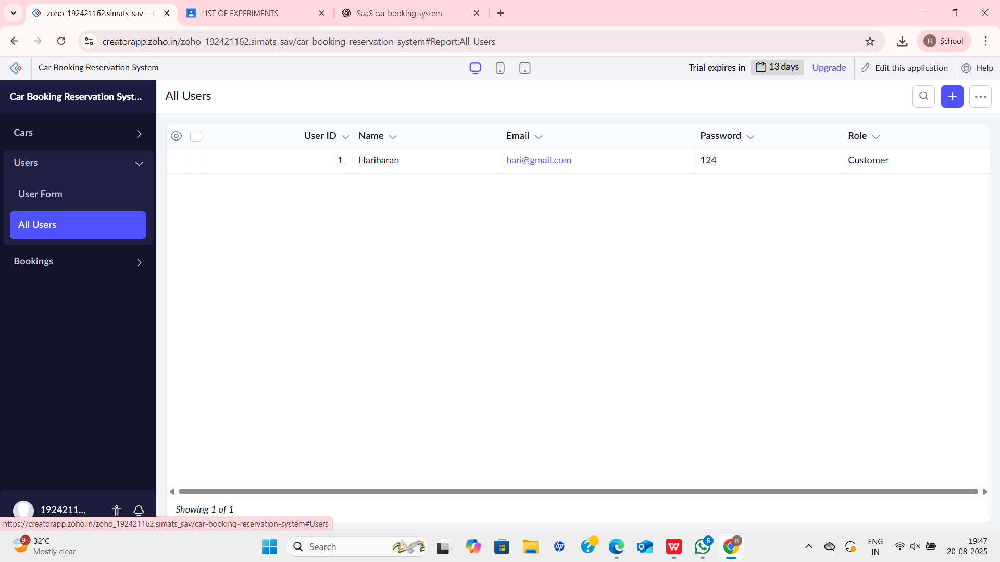 zoho_192421162.simats_sav -
LIST OF EXPERIMENTS
SaaS car booking system
creatorapp.zoho.in/zoho_192421162.simats_sav/car-booking-reservation-system#Report:All_Users
R School
Car Booking Reservation System
Trial expires in 13 days Upgrade
Edit this application
Help
Car Booking Reservation Syst...
All Users
Cars
Users
User Form
All Users
Bookings
User ID Name Email Password Role
1 Hariharan hari@gmail.com 124 Customer
Showing 1 of 1
1924211...
https://creatorapp.zoho.in/zoho_192421162.simats_sav/car-booking-reservation-system#Users
9+
32°C
Mostly clear
Search
hp
W
6
R
ENG
IN
19:47
20-08-2025